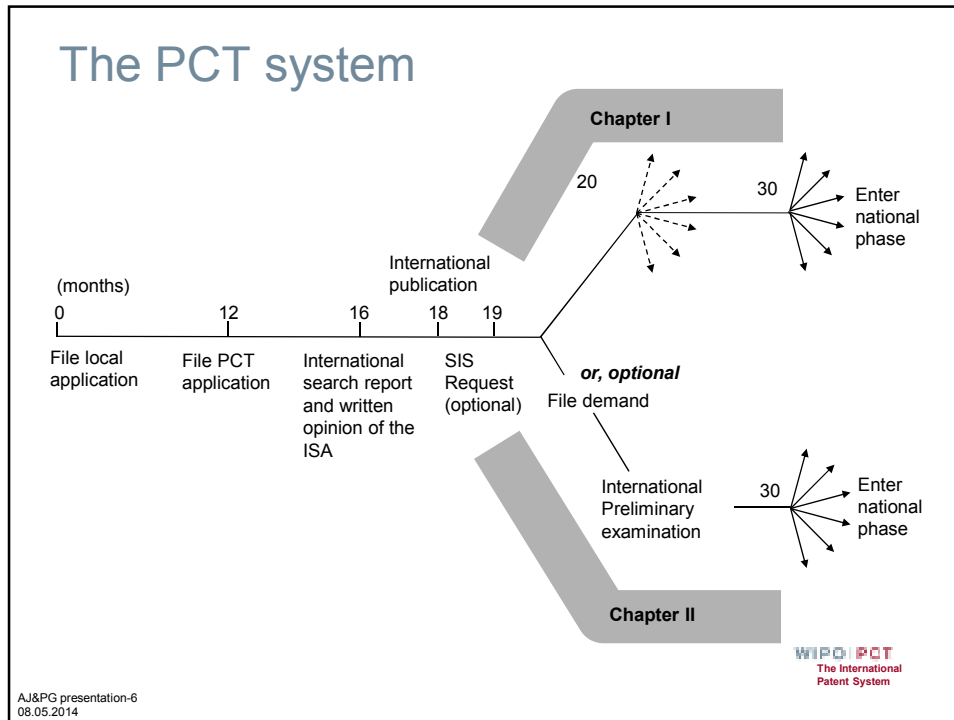 The PCT system
Chapter I
20
30
Enter
national
phase
International
publication
(months)
0
12
16
18
19
File local
application
File PCT
application
International
search report
and written
opinion of the
ISA
SIS
Request
(optional)
or, optional
File demand
International
Preliminary
examination
30
Enter
national
phase
Chapter II
WIPO|PCT
The International
Patent System
AJ&PG presentation-6
08.05.2014